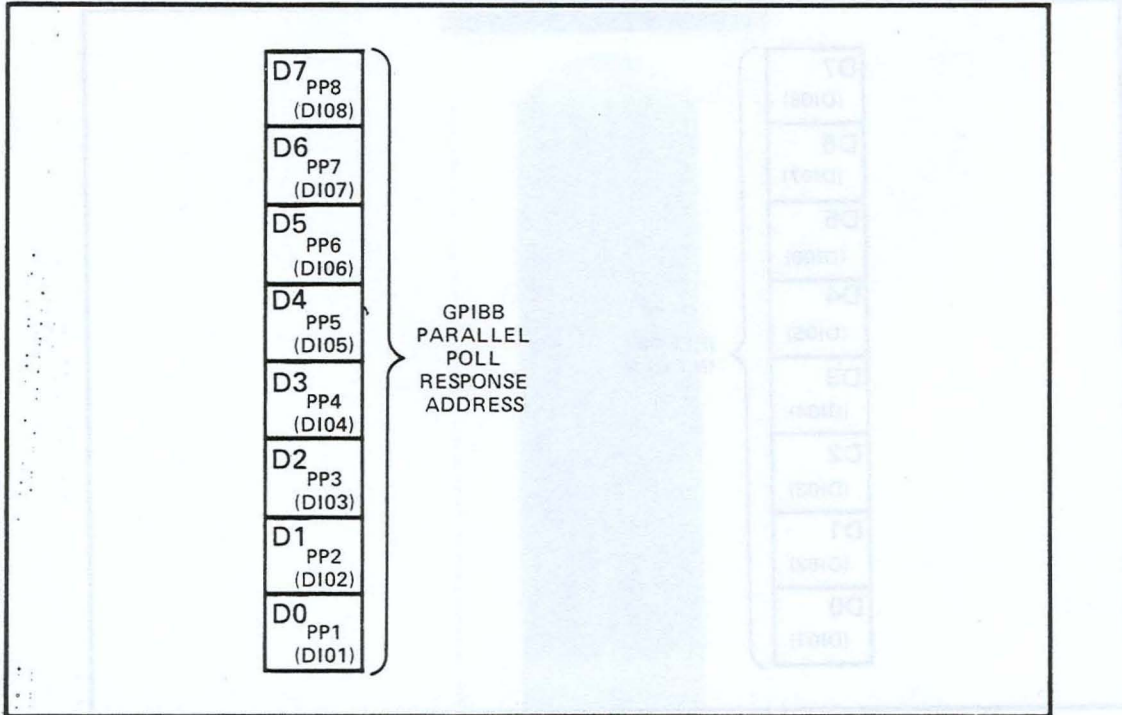 D7
PP8
(DI08)
D6
PP7
(DI07)
D5
PP6
(DI06)
D4
PP5
(DI05)
D3
PP4
(DI04)
D2
PP3
(DI03)
D1
PP2
(DI02)
D0
PP1
(DI01)
GPIBB
PARALLEL
POLL
RESPONSE
ADDRESS